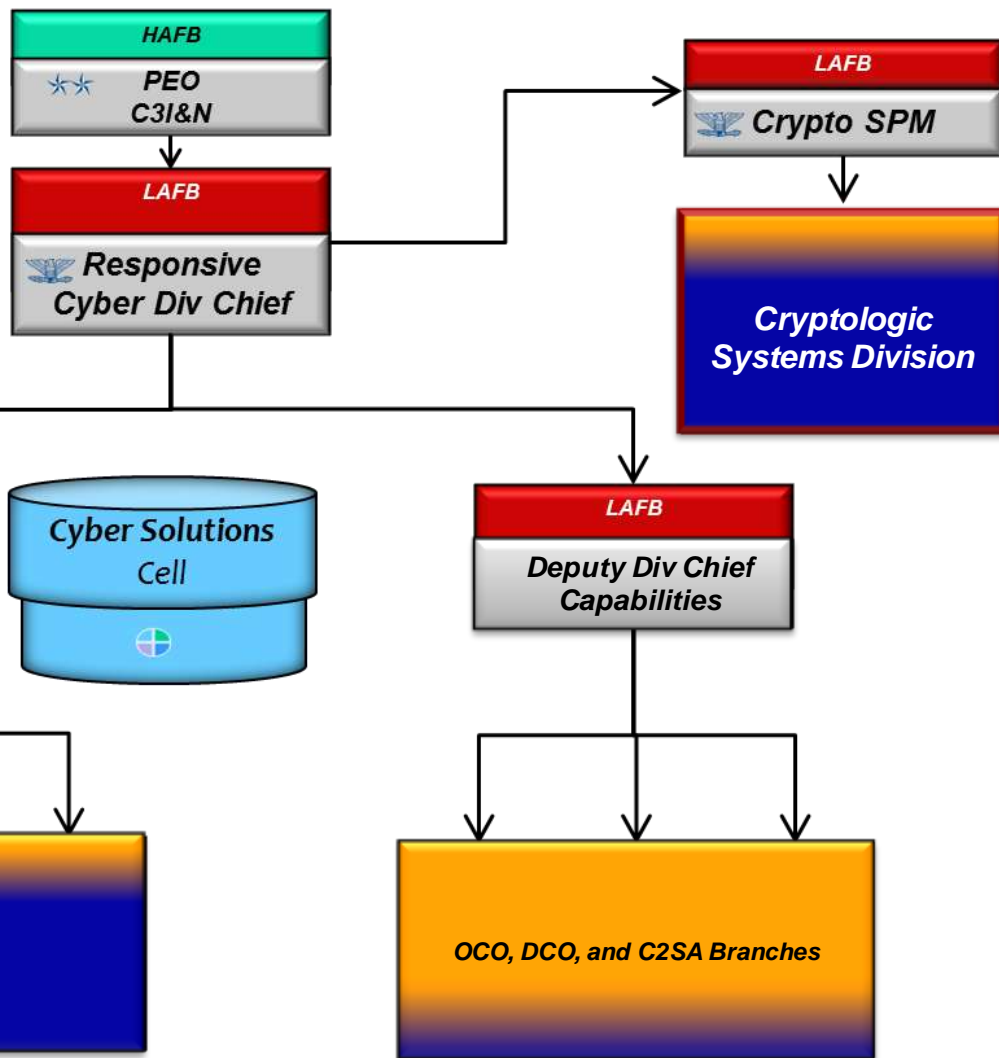 HAFB
PEO
C3I&N
LAFB
Crypto SPM
LAFB
Responsive
Cyber Div Chief
Cryptologic
Systems Division
Cyber Solutions
Cell
LAFB
Deputy Div Chief
Capabilities
OCO, DCO, and C2SA Branches